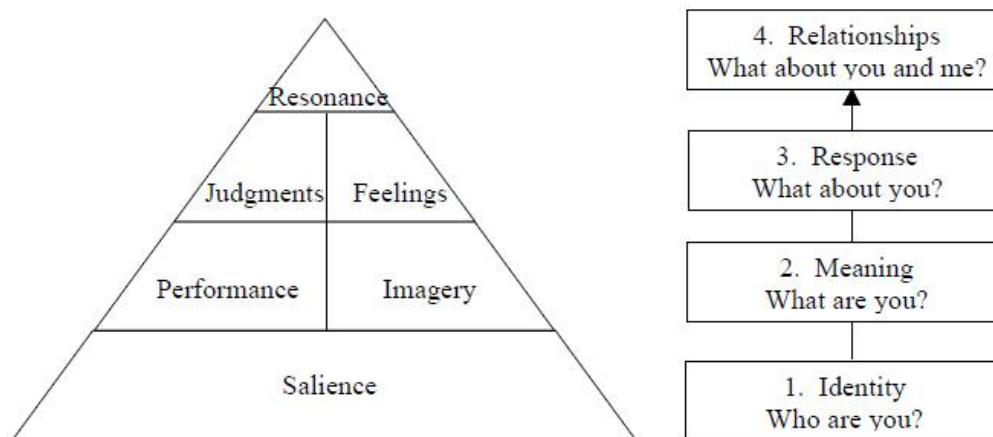 Resonance
Judgments Feelings
Performance Imagery
Salience
4. Relationships
What about you and me?
3. Response
What about you?
2. Meaning
What are you?
1. Identity
Who are you?